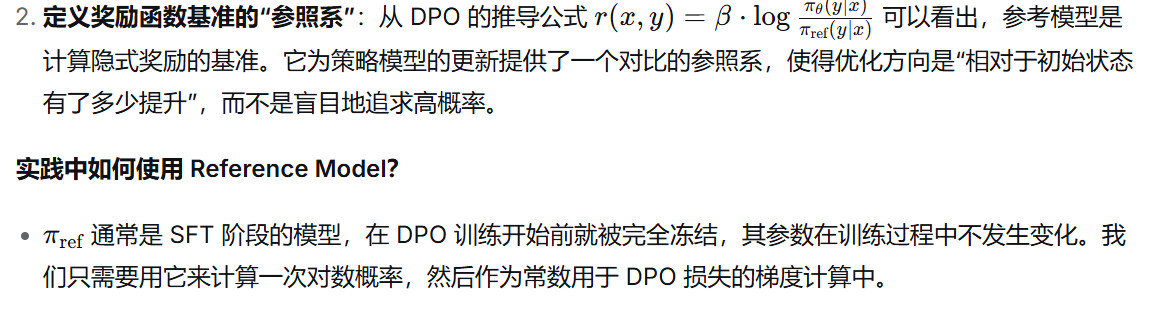 2. 定义奖励函数基准的“参照系”：从 DPO 的推导公式 r(x, y) = β · log π_θ(y|x) / π_ref(y|x) 可以看出，参考模型是
计算隐式奖励的基准。它为策略模型的更新提供了一个对比的参照系，使得优化方向是“相对于初始状态
有了多少提升”，而不是盲目地追求高概率。
实践中如何使用 Reference Model？
• π_ref 通常是 SFT 阶段的模型，在 DPO 训练开始前就被完全冻结，其参数在训练过程中不发生变化。我
们只需要用它来计算一次对数概率，然后作为常数用于 DPO 损失的梯度计算中。